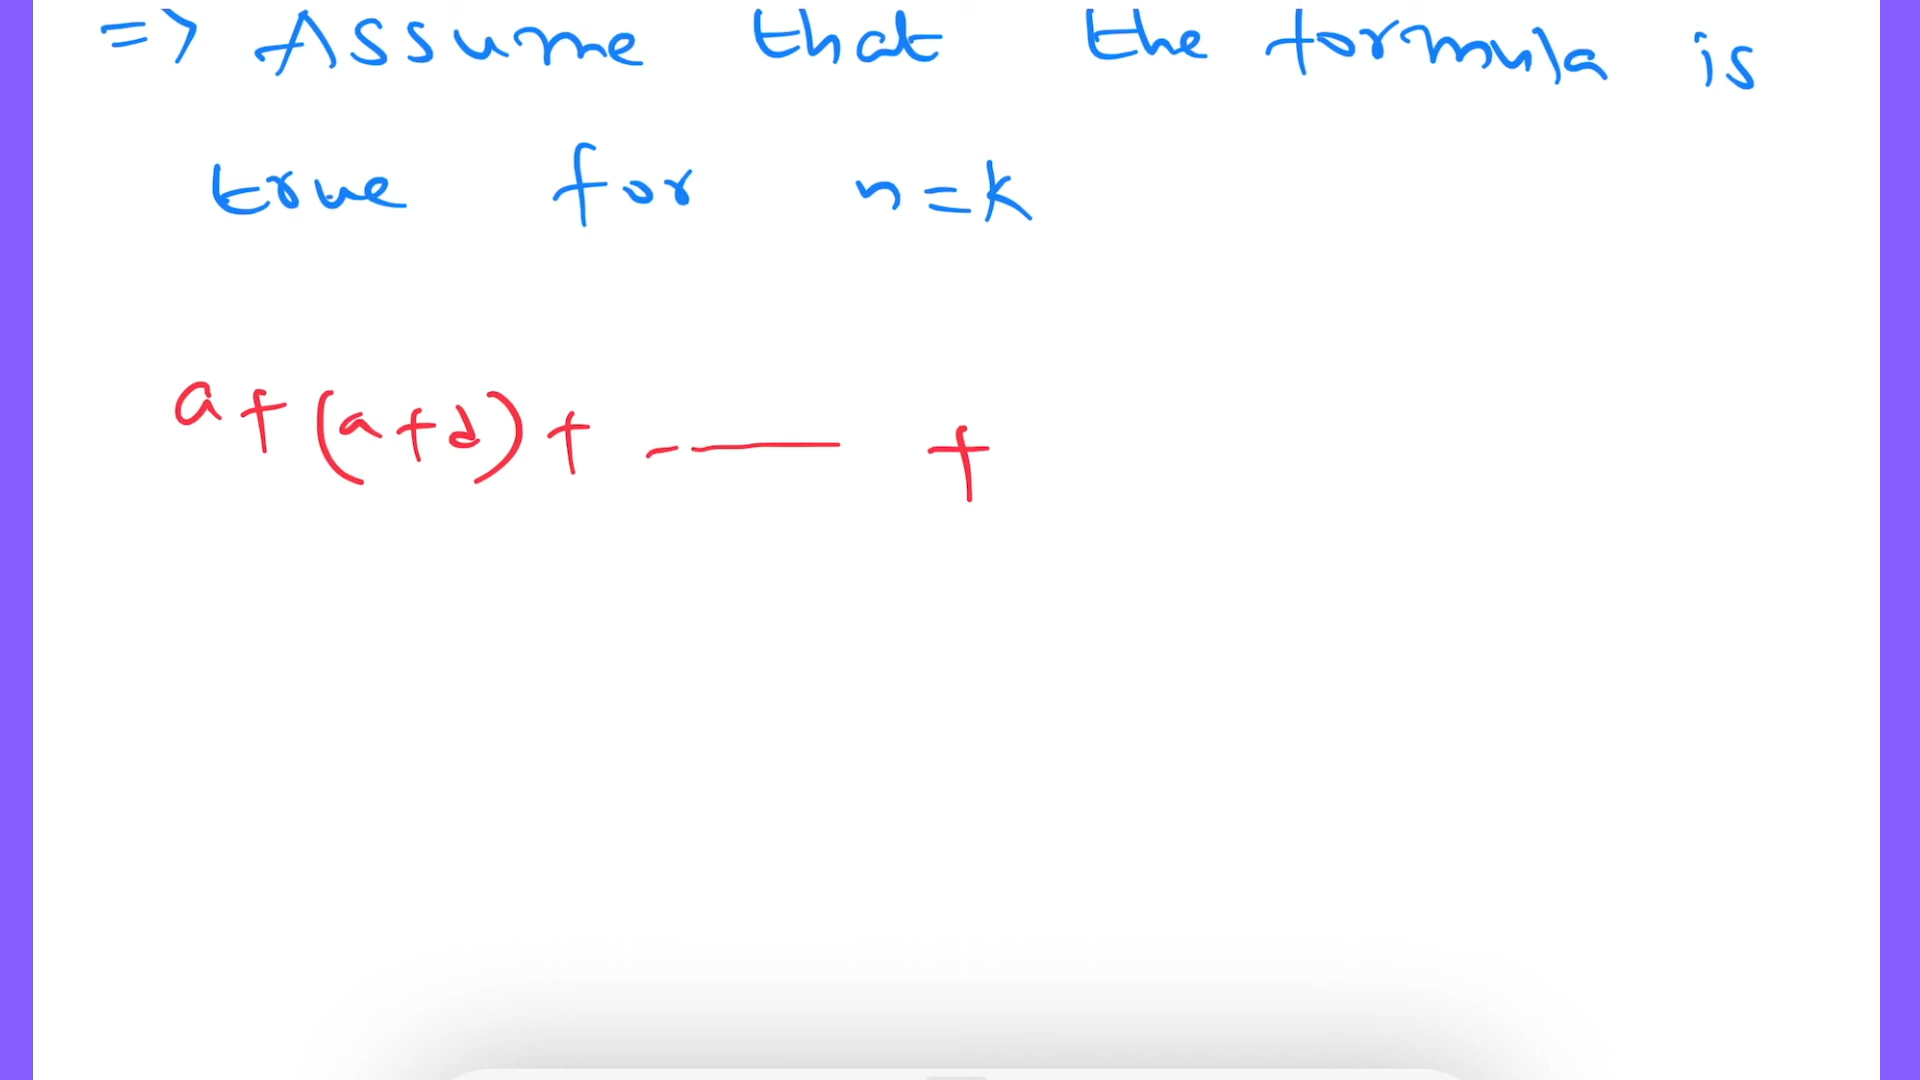 => Assume that the formula is
true for n=k
a+(a+d)+ ------ +